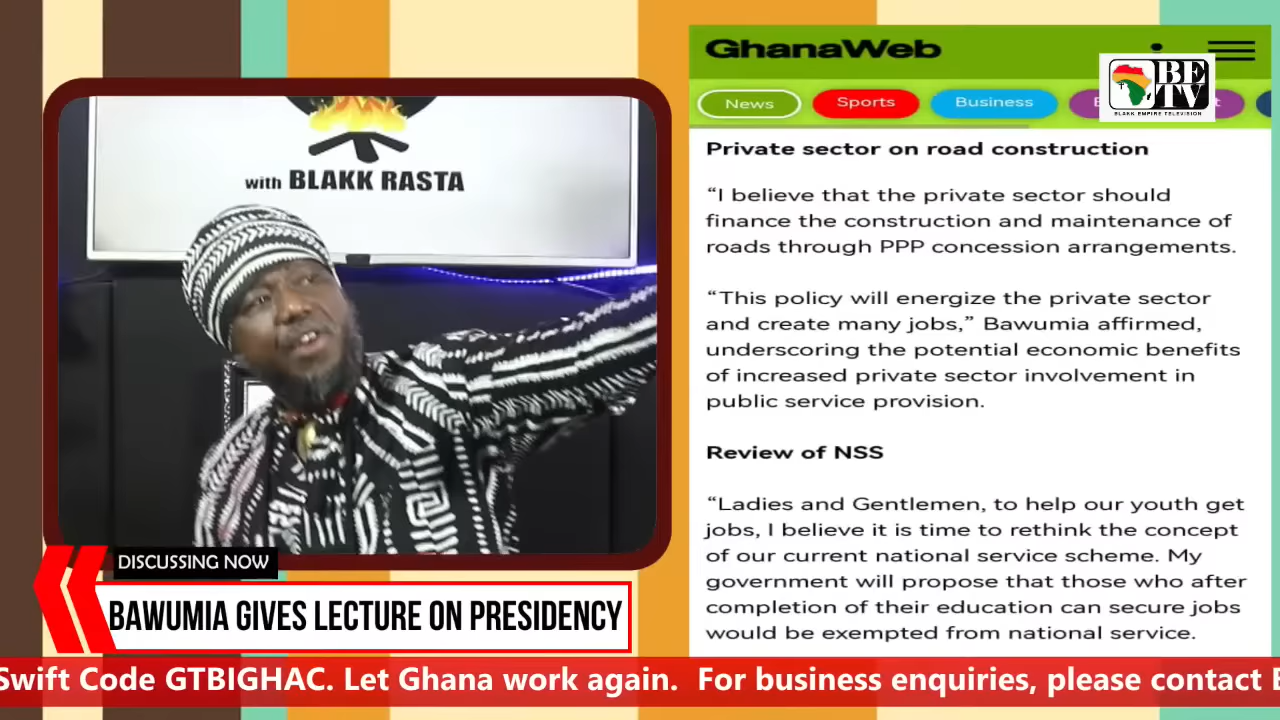 with BLAKK RASTA
DISCUSSING NOW
BAWUMIA GIVES LECTURE ON PRESIDENCY
GhanaWeb
BE
TV
BLAKK EMPIRE TELEVISION
News
Sports
Business
Private sector on road construction
“I believe that the private sector should
finance the construction and maintenance of
roads through PPP concession arrangements.
“This policy will energize the private sector
and create many jobs,” Bawumia affirmed,
underscoring the potential economic benefits
of increased private sector involvement in
public service provision.
Review of NSS
“Ladies and Gentlemen, to help our youth get
jobs, I believe it is time to rethink the concept
of our current national service scheme. My
government will propose that those who after
completion of their education can secure jobs
would be exempted from national service.
Swift Code GTBIGHAC. Let Ghana work again. For business enquiries, please contact